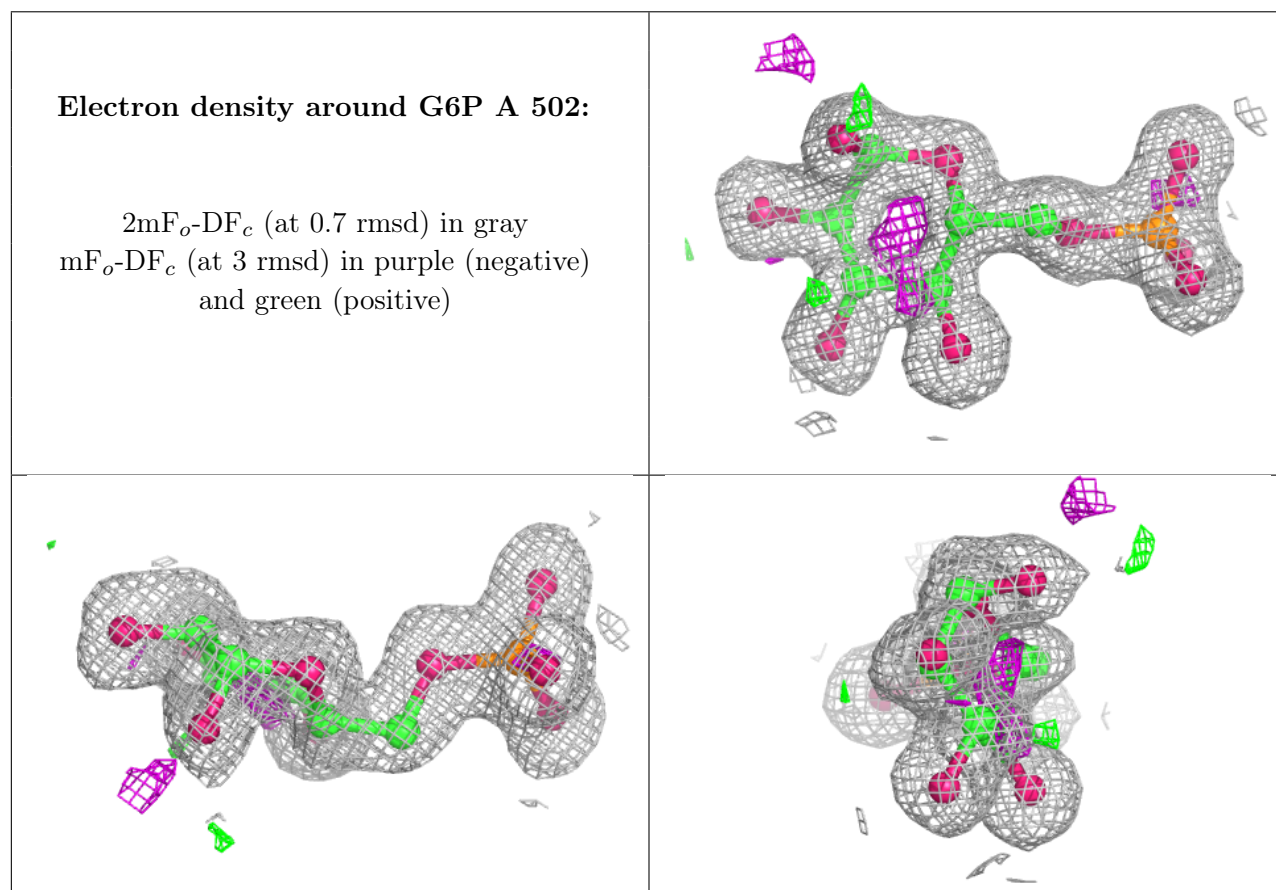 Electron density around G6P A 502:
2mFo-DFc (at 0.7 rmsd) in gray
mFo-DFc (at 3 rmsd) in purple (negative)
and green (positive)